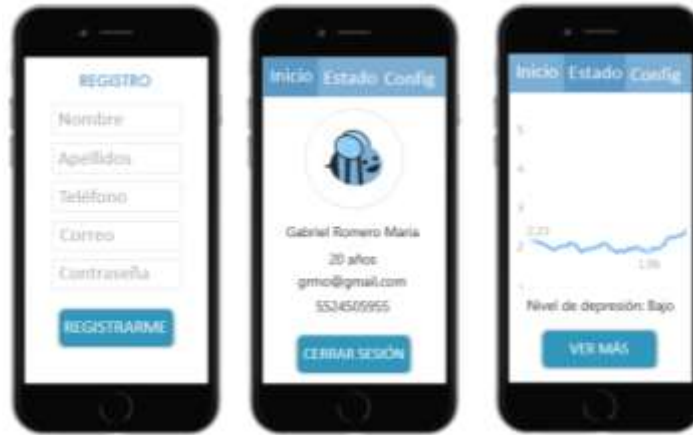 REGISTRO
Nombre
Apellidos
Teléfono
Correo
Contraseña
REGISTRARME
Inicio Estado Config
Gabriel Romero Maria
20 años
grmo@gmail.com
5524505955
CERRAR SESIÓN
Inicio Estado Config
5
4
3
2.23
2
1.96
Nivel de depresión: Bajo
VER MÁS